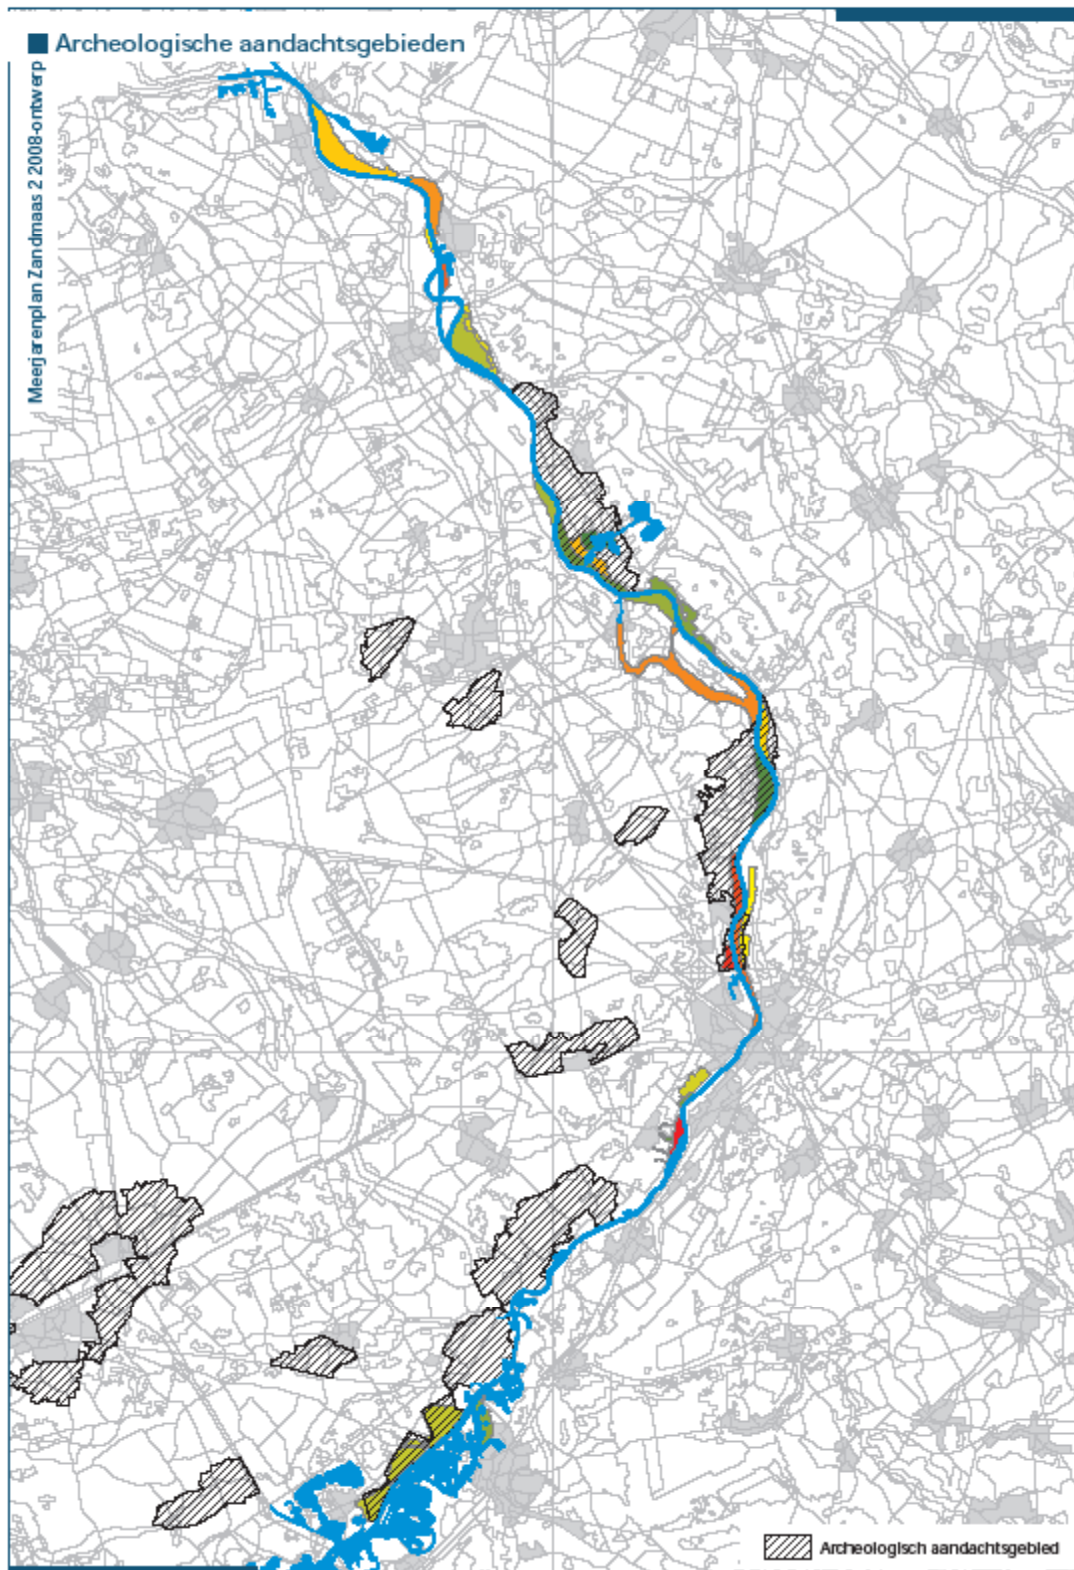 Archeologische aandachtsgebieden
Meerjarenplan Zandmaas 2 2008-ontwerp
Archeologisch aandachtsgebied